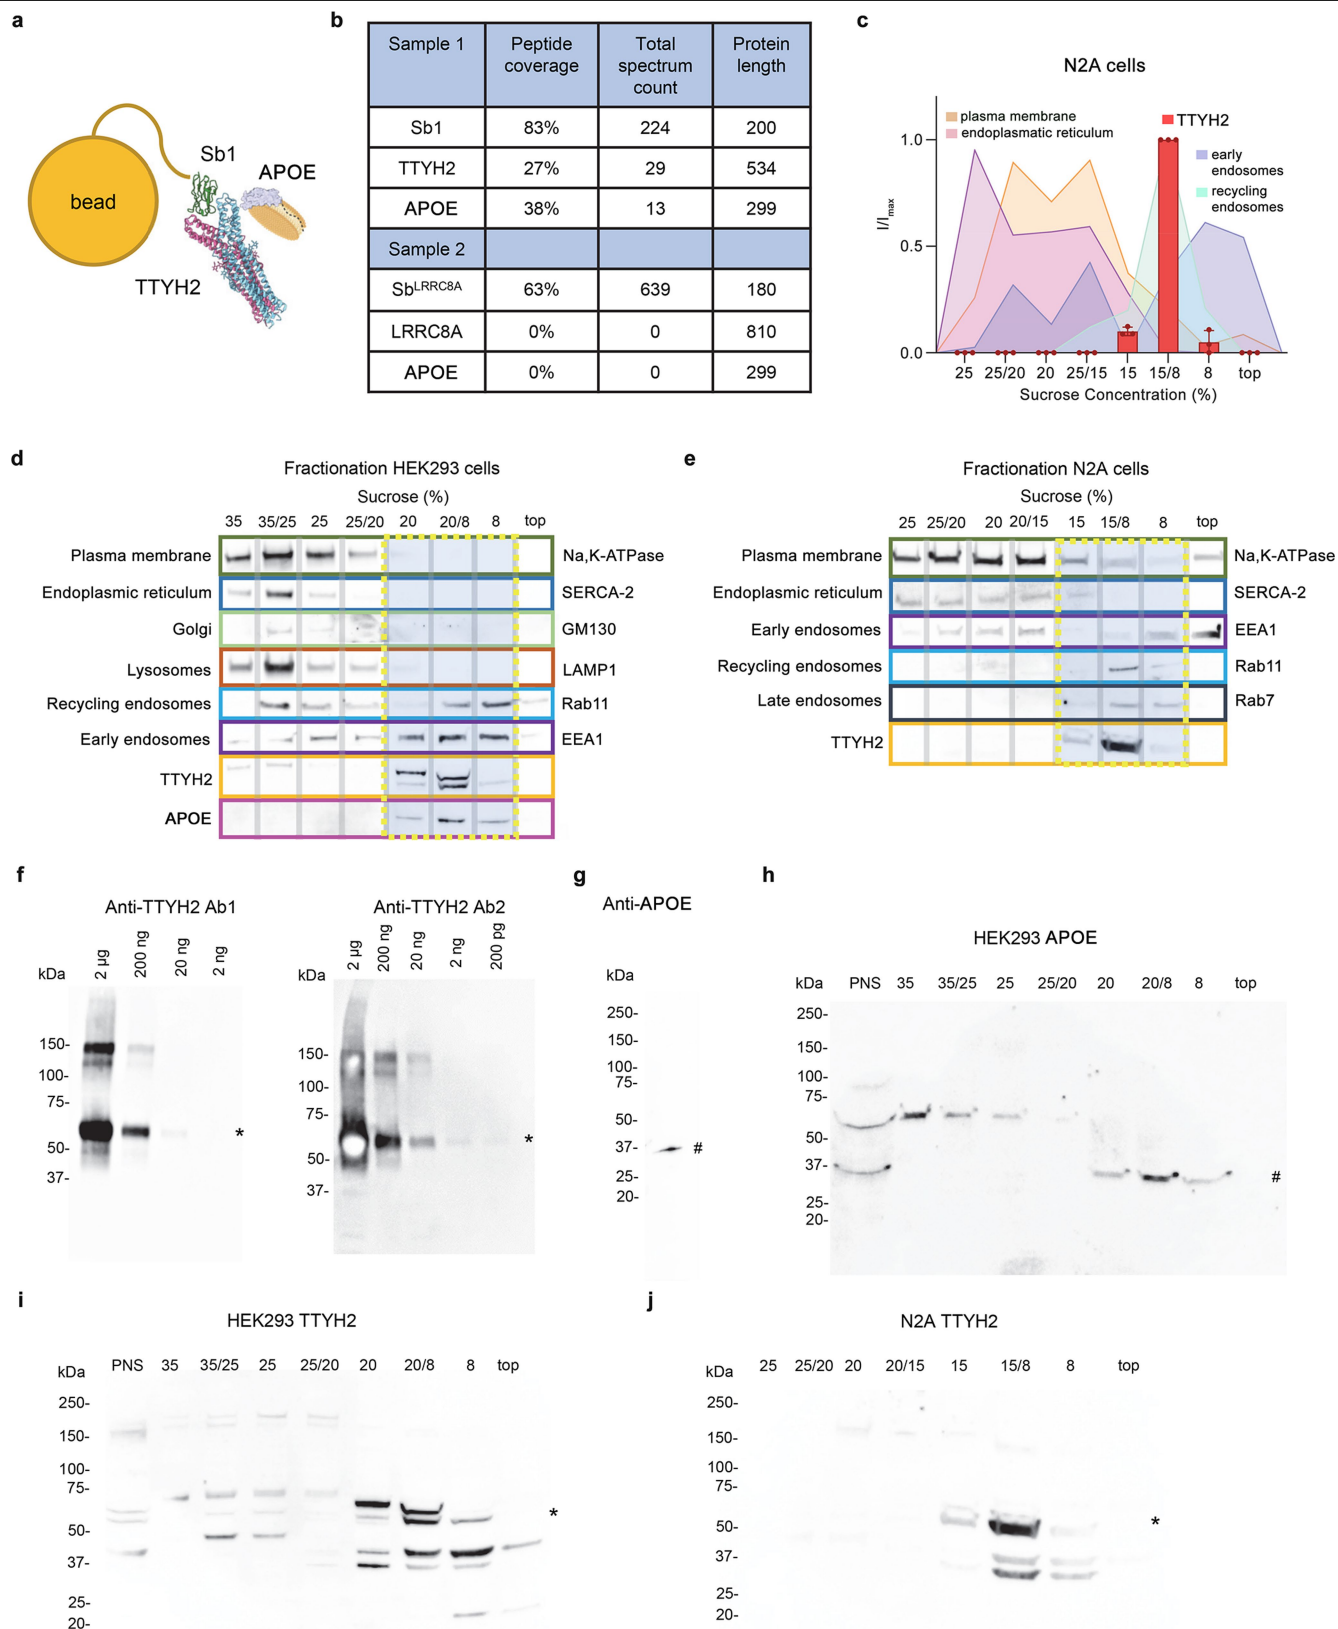 a
bead
Sb1
APOE
TTYH2
b
Sample 1 Peptide coverage Total spectrum count Protein length
Sb1 83% 224 200
TTYH2 27% 29 534
APOE 38% 13 299
Sample 2
SbLRRC8A 63% 639 180
LRRC8A 0% 0 810
APOE 0% 0 299
c
N2A cells
plasma membrane
endoplasmatic reticulum
TTYH2
early endosomes
recycling endosomes
I/Imax
1.0
0.5
0.0
25 25/20 20 25/15 15 15/8 8 top
Sucrose Concentration (%)
d
Fractionation HEK293 cells
Sucrose (%)
35 35/25 25 25/20 20 20/8 8 top
Plasma membrane Na,K-ATPase
Endoplasmic reticulum SERCA-2
Golgi GM130
Lysosomes LAMP1
Recycling endosomes Rab11
Early endosomes EEA1
TTYH2
APOE
e
Fractionation N2A cells
Sucrose (%)
25 25/20 20 20/15 15 15/8 8 top
Plasma membrane Na,K-ATPase
Endoplasmic reticulum SERCA-2
Early endosomes EEA1
Recycling endosomes Rab11
Late endosomes Rab7
TTYH2
f
Anti-TTYH2 Ab1
kDa 2 µg 200 ng 20 ng 2 ng
150-
100-
75-
*
50-
37-
Anti-TTYH2 Ab2
kDa 2 µg 200 ng 20 ng 2 ng 200 pg
150-
100-
75-
*
50-
37-
g
Anti-APOE
kDa
250-
150-
100-
75-
50-
37- #
25-
20-
h
HEK293 APOE
kDa PNS 35 35/25 25 25/20 20 20/8 8 top
250-
150-
100-
75-
50-
37-
#
25-
20-
i
HEK293 TTYH2
kDa PNS 35 35/25 25 25/20 20 20/8 8 top
250-
150-
100-
75-
*
50-
37-
25-
20-
j
N2A TTYH2
kDa 25 25/20 20 20/15 15 15/8 8 top
250-
150-
100-
75-
*
50-
37-
25-
20-